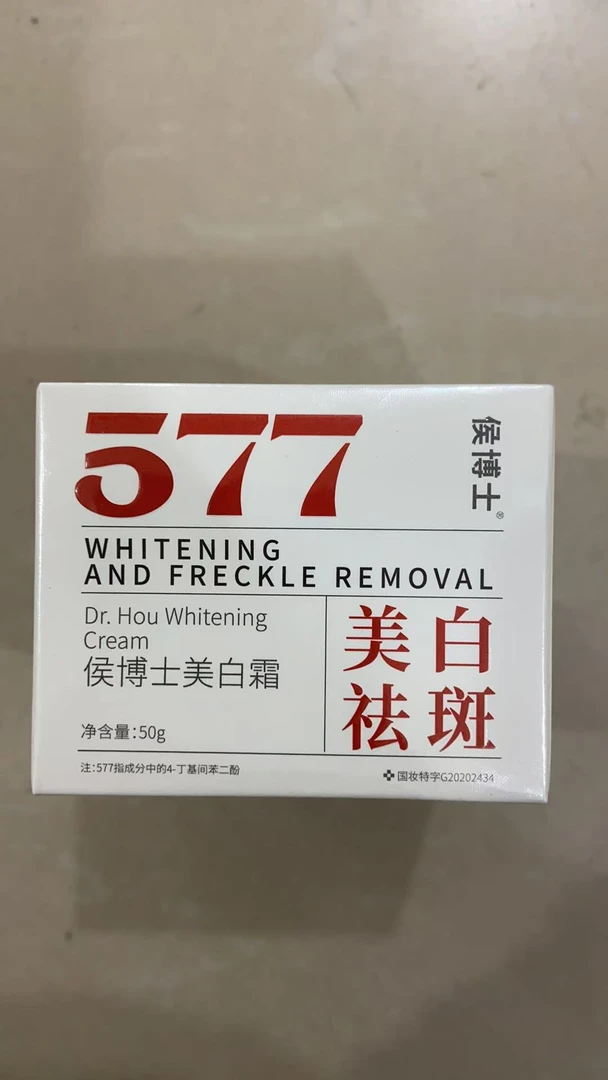 577
侯博士®
WHITENING
AND FRECKLE REMOVAL
Dr. Hou Whitening
Cream
侯博士美白霜
净含量:50g
美白
祛斑
注:577指成分中的4-丁基间苯二酚
国妆特字G20202434